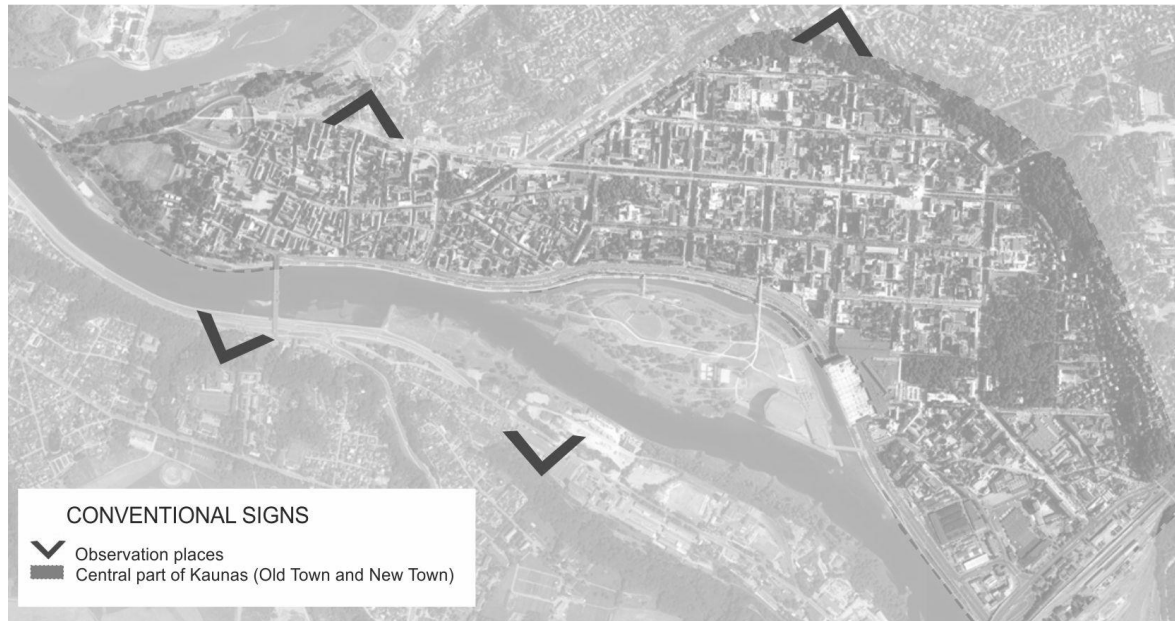 CONVENTIONAL SIGNS
Observation places
Central part of Kaunas (Old Town and New Town)